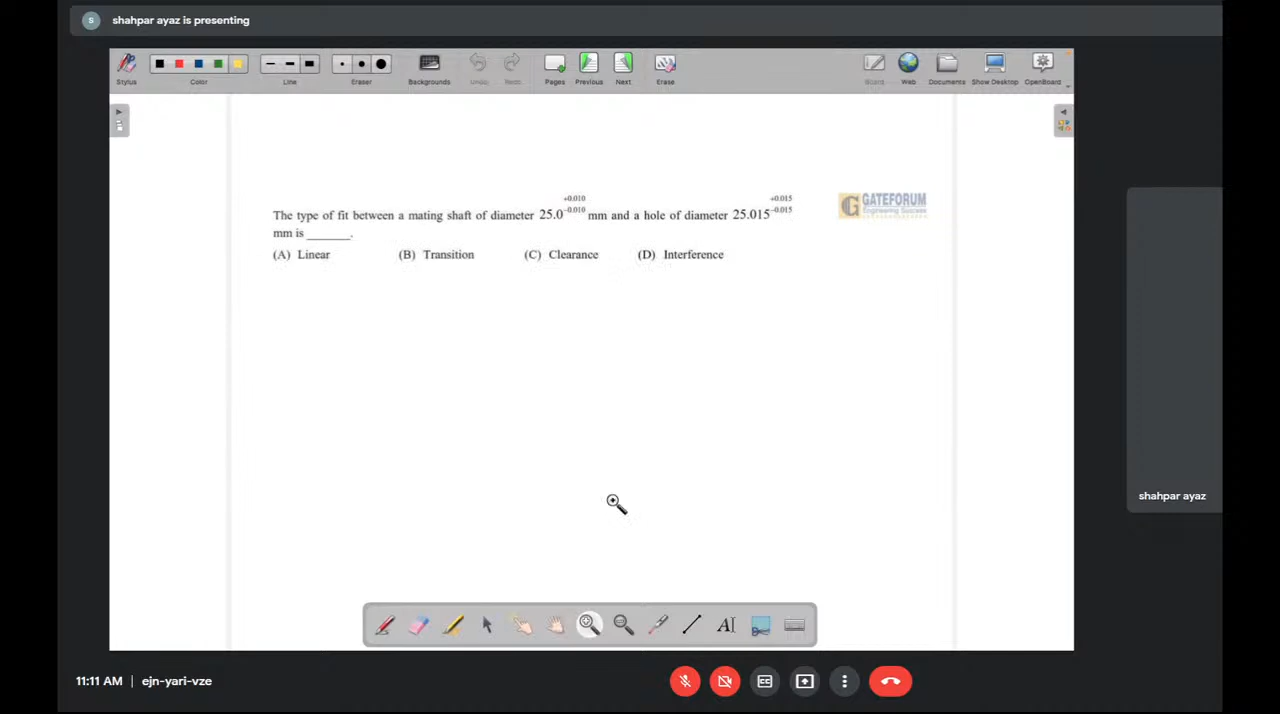 S shahpar ayaz is presenting
Stylus Color Line Eraser Backgrounds Undo Redo Pages Previous Next Erase Board Web Documents Show Desktop OpenBoard
GATEFORUM
Engineering Success
+0.010 +0.015
The type of fit between a mating shaft of diameter 25.0 −0.010 mm and a hole of diameter 25.015 −0.015
mm is _______.
(A) Linear (B) Transition (C) Clearance (D) Interference
shahpar ayaz
11:11 AM | ejn-yari-vze